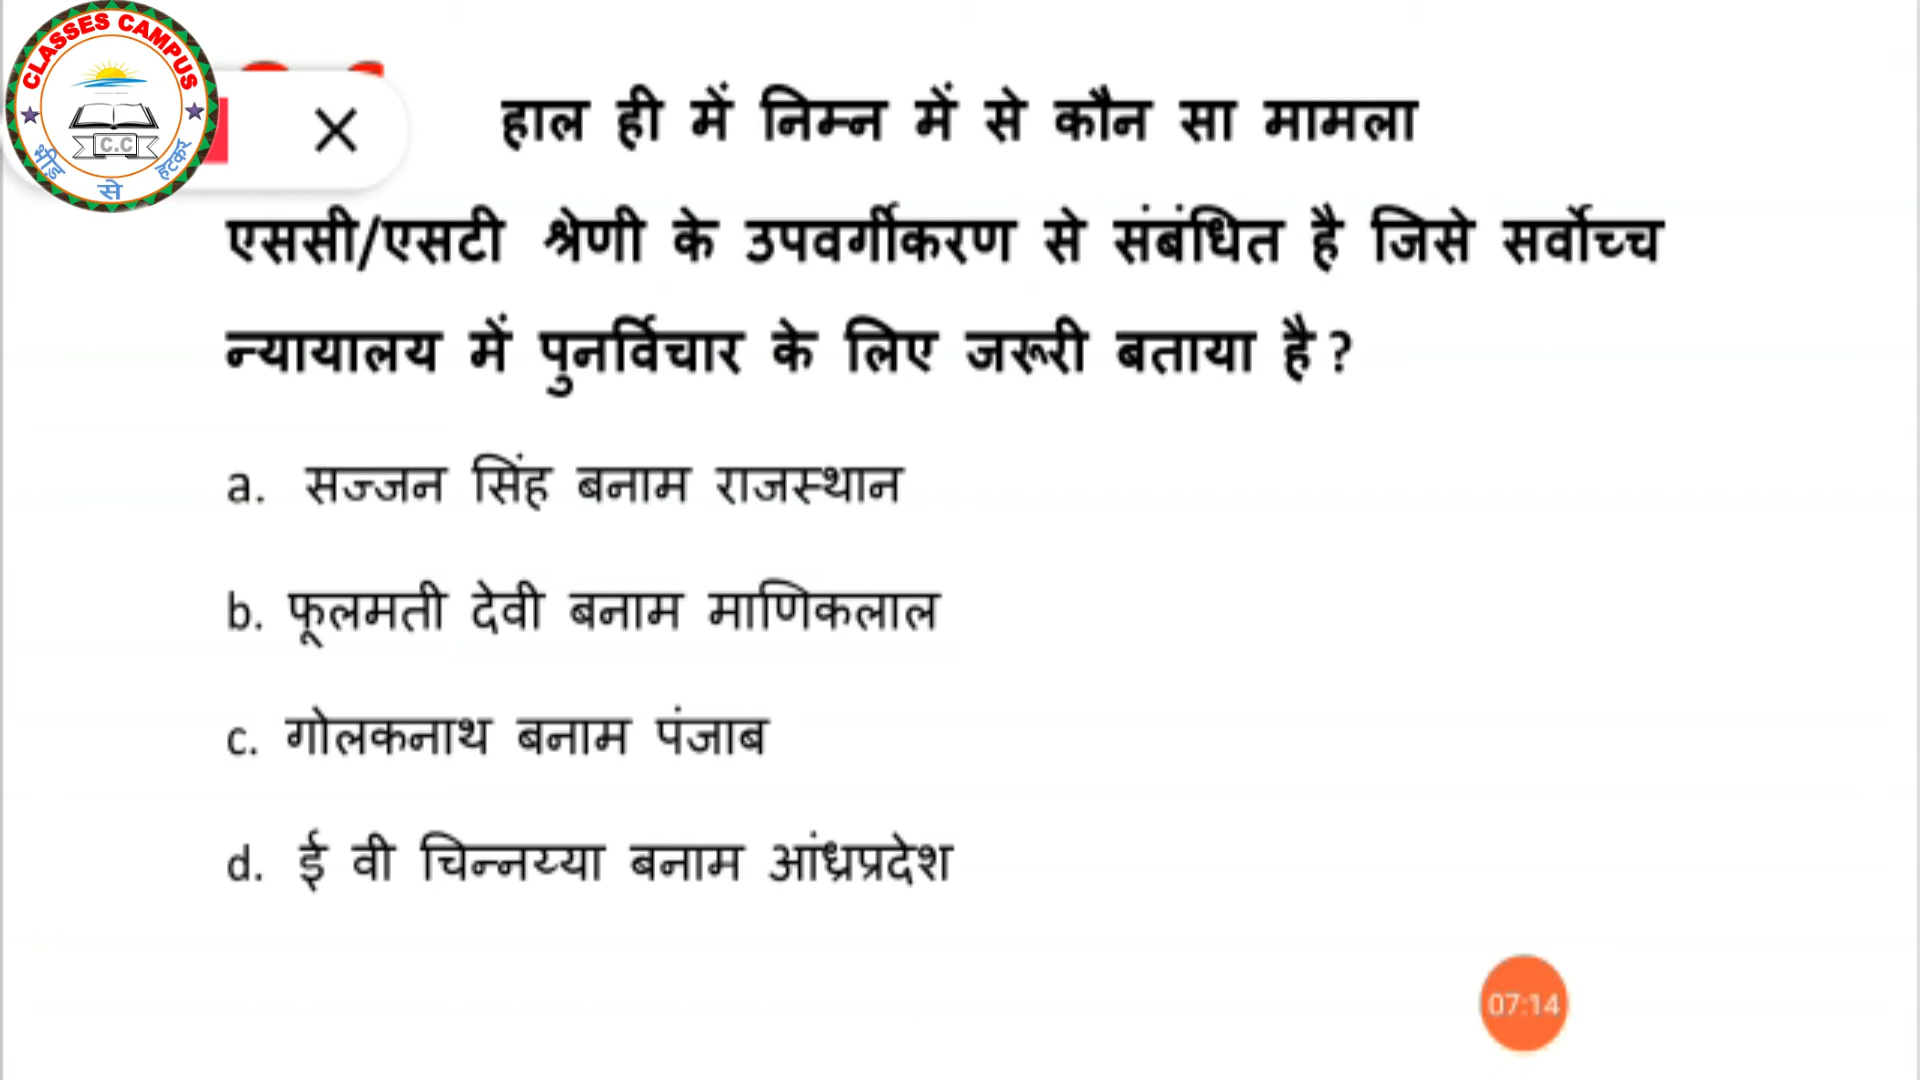 CLASSES CAMPUS
C.C
भीड़ से हटकर
हाल ही में निम्न में से कौन सा मामला
एससी/एसटी श्रेणी के उपवर्गीकरण से संबंधित है जिसे सर्वोच्च
न्यायालय में पुनर्विचार के लिए जरूरी बताया है ?
a. सज्जन सिंह बनाम राजस्थान
b. फूलमती देवी बनाम माणिकलाल
c. गोलकनाथ बनाम पंजाब
d. ई वी चिन्नय्या बनाम आंध्रप्रदेश
07:14